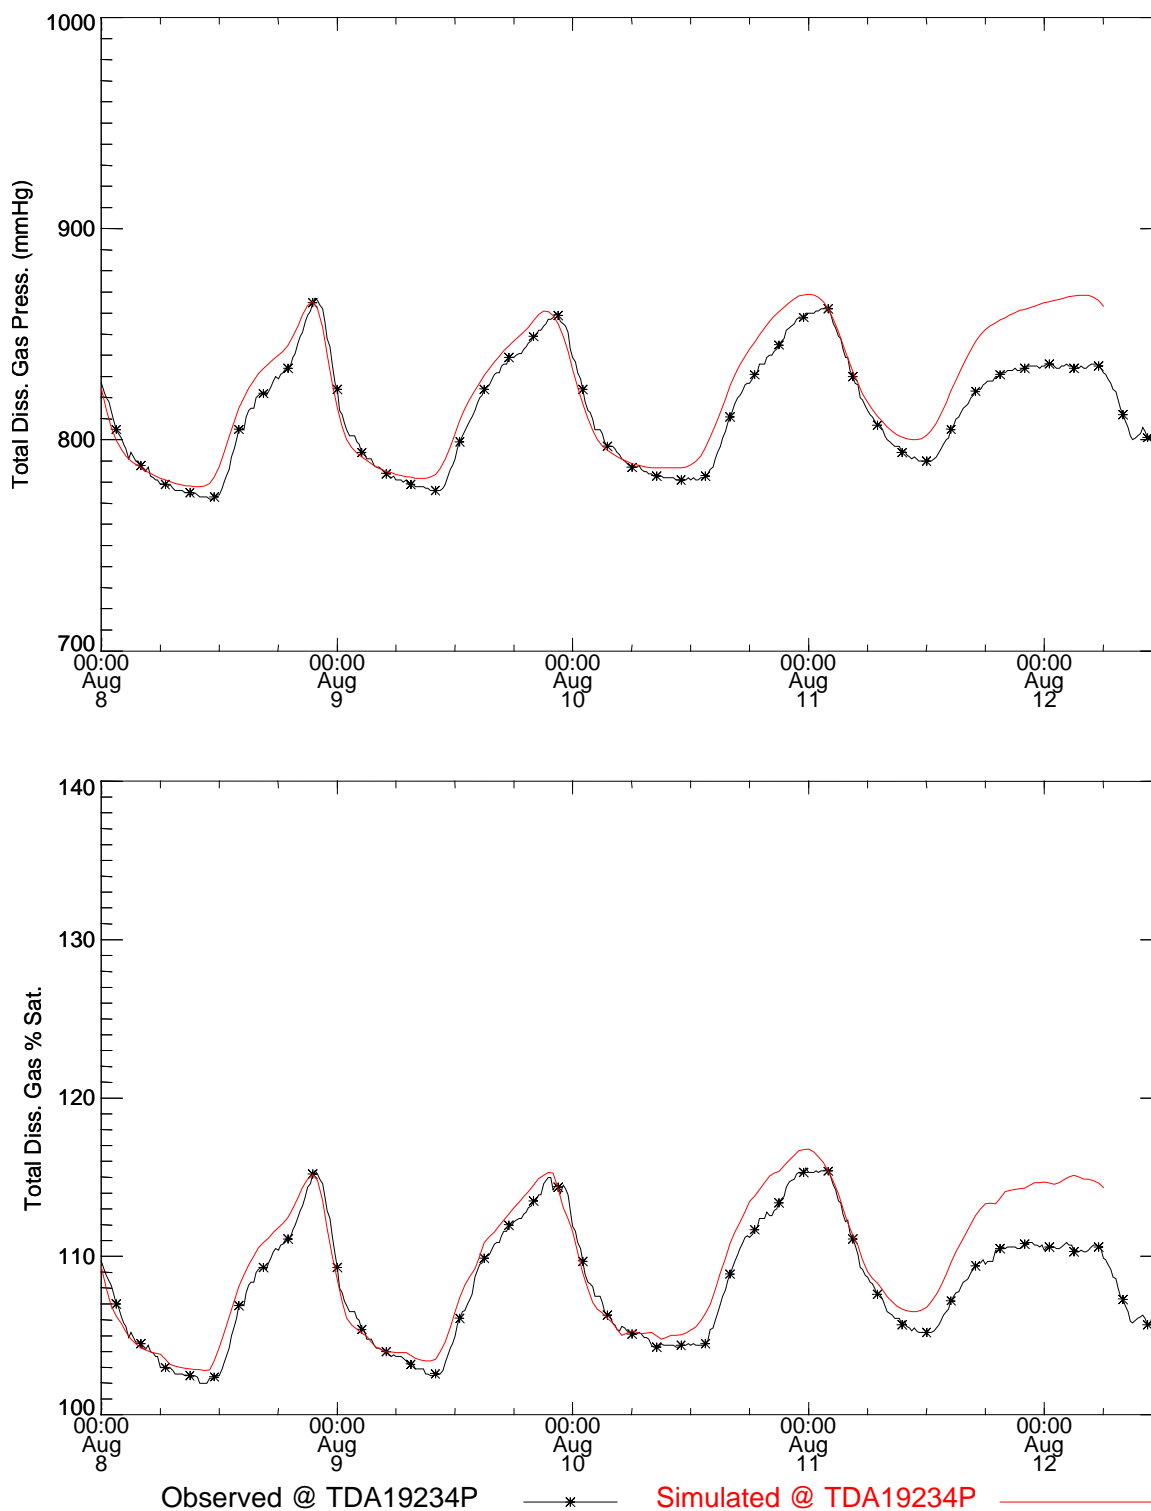 1000
900
800
700
Total Diss. Gas Press. (mmHg)
00:00 00:00 00:00 00:00 00:00
Aug Aug Aug Aug Aug
8 9 10 11 12
140
130
120
110
100
Total Diss. Gas % Sat.
00:00 00:00 00:00 00:00 00:00
Aug Aug Aug Aug Aug
8 9 10 11 12
Observed @ TDA19234P Simulated @ TDA19234P